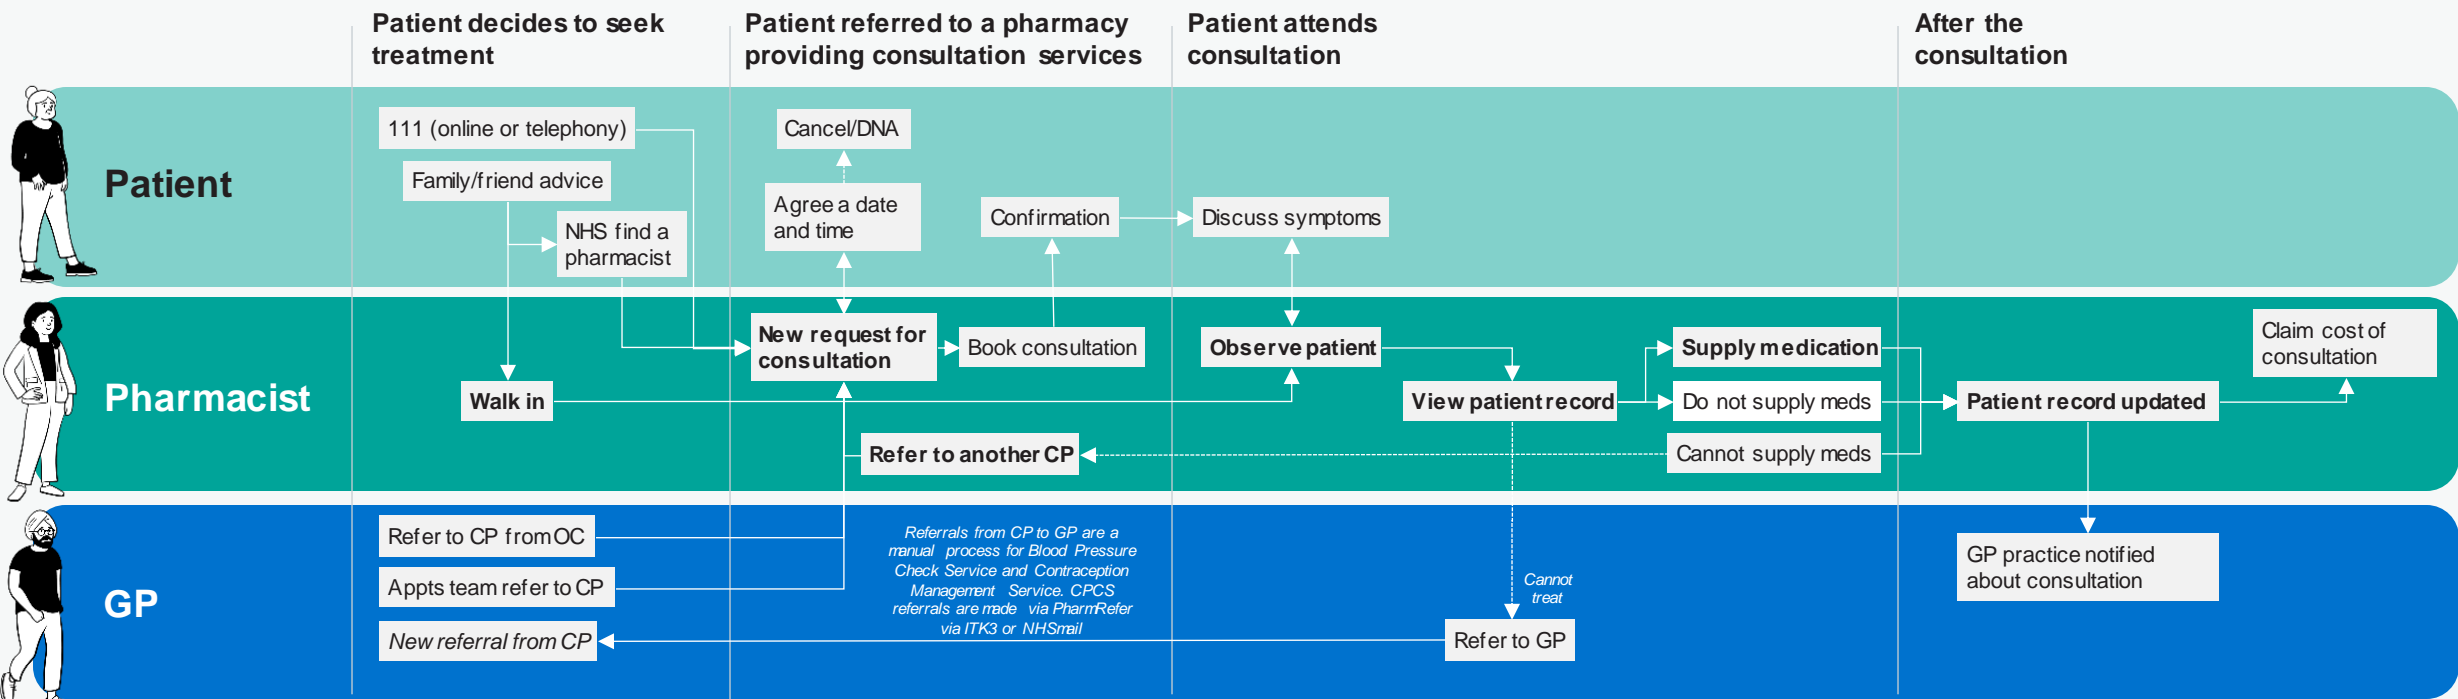 Patient decides to seek
treatment
Patient referred to a pharmacy
providing consultation services
Patient attends
consultation
After the
consultation
Patient
111 (online or telephony)
Family/friend advice
NHS find a
pharmacist
Cancel/DNA
Agree a date
and time
Confirmation
Discuss symptoms
Pharmacist
Walk in
New request for
consultation
Book consultation
Refer to another CP
Observe patient
View patient record
Supply medication
Do not supply meds
Cannot supply meds
Patient record updated
Claim cost of
consultation
GP
Refer to CP from OC
Appts team refer to CP
New referral from CP
Referrals from CP to GP are a
manual process for Blood Pressure
Check Service and Contraception
Management Service. CPCS
referrals are made via PharmRefer
via ITK3 or NHSmail
Cannot
treat
Refer to GP
GP practice notified
about consultation